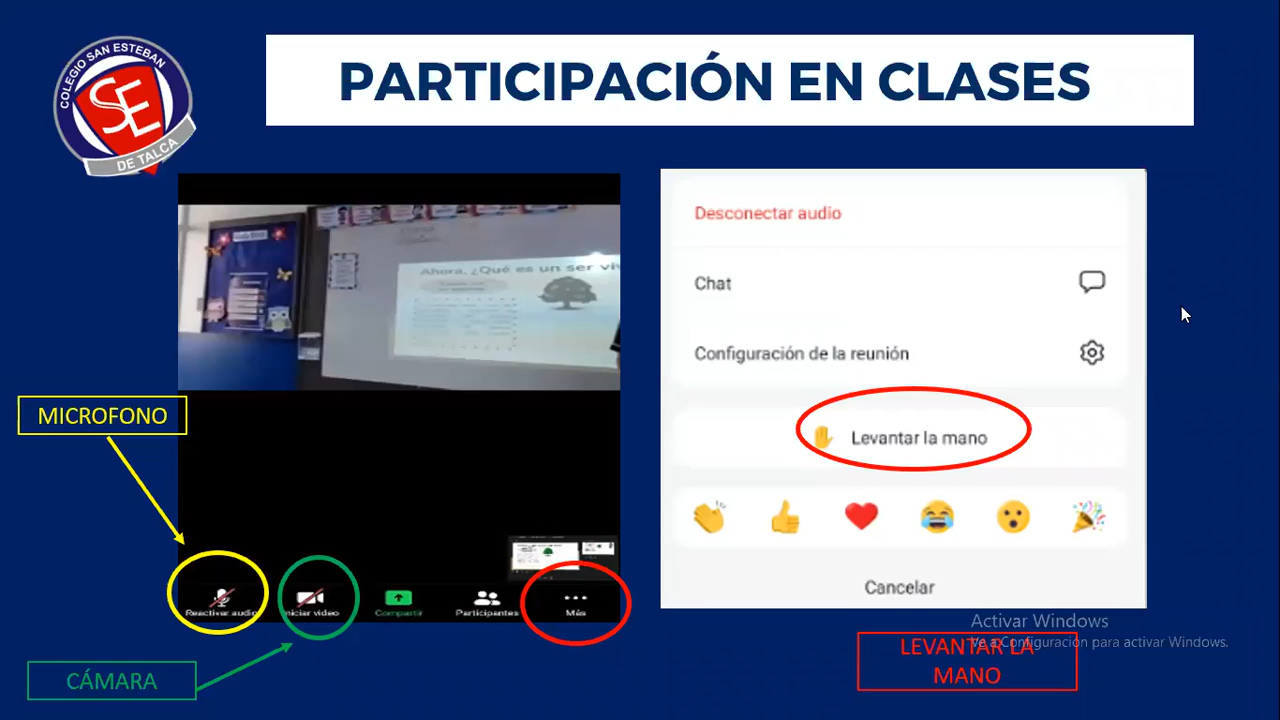 COLEGIO SAN ESTEBAN
SE
DE TALCA
PARTICIPACIÓN EN CLASES
Ahora, ¿Qué es un ser viv
MICROFONO
Reactivar audio
Iniciar video
Compartir
Participantes
Más
CÁMARA
Desconectar audio
Chat
Configuración de la reunión
Levantar la mano
Cancelar
Activar Windows
Ve a Configuración para activar Windows.
LEVANTAR LA
MANO